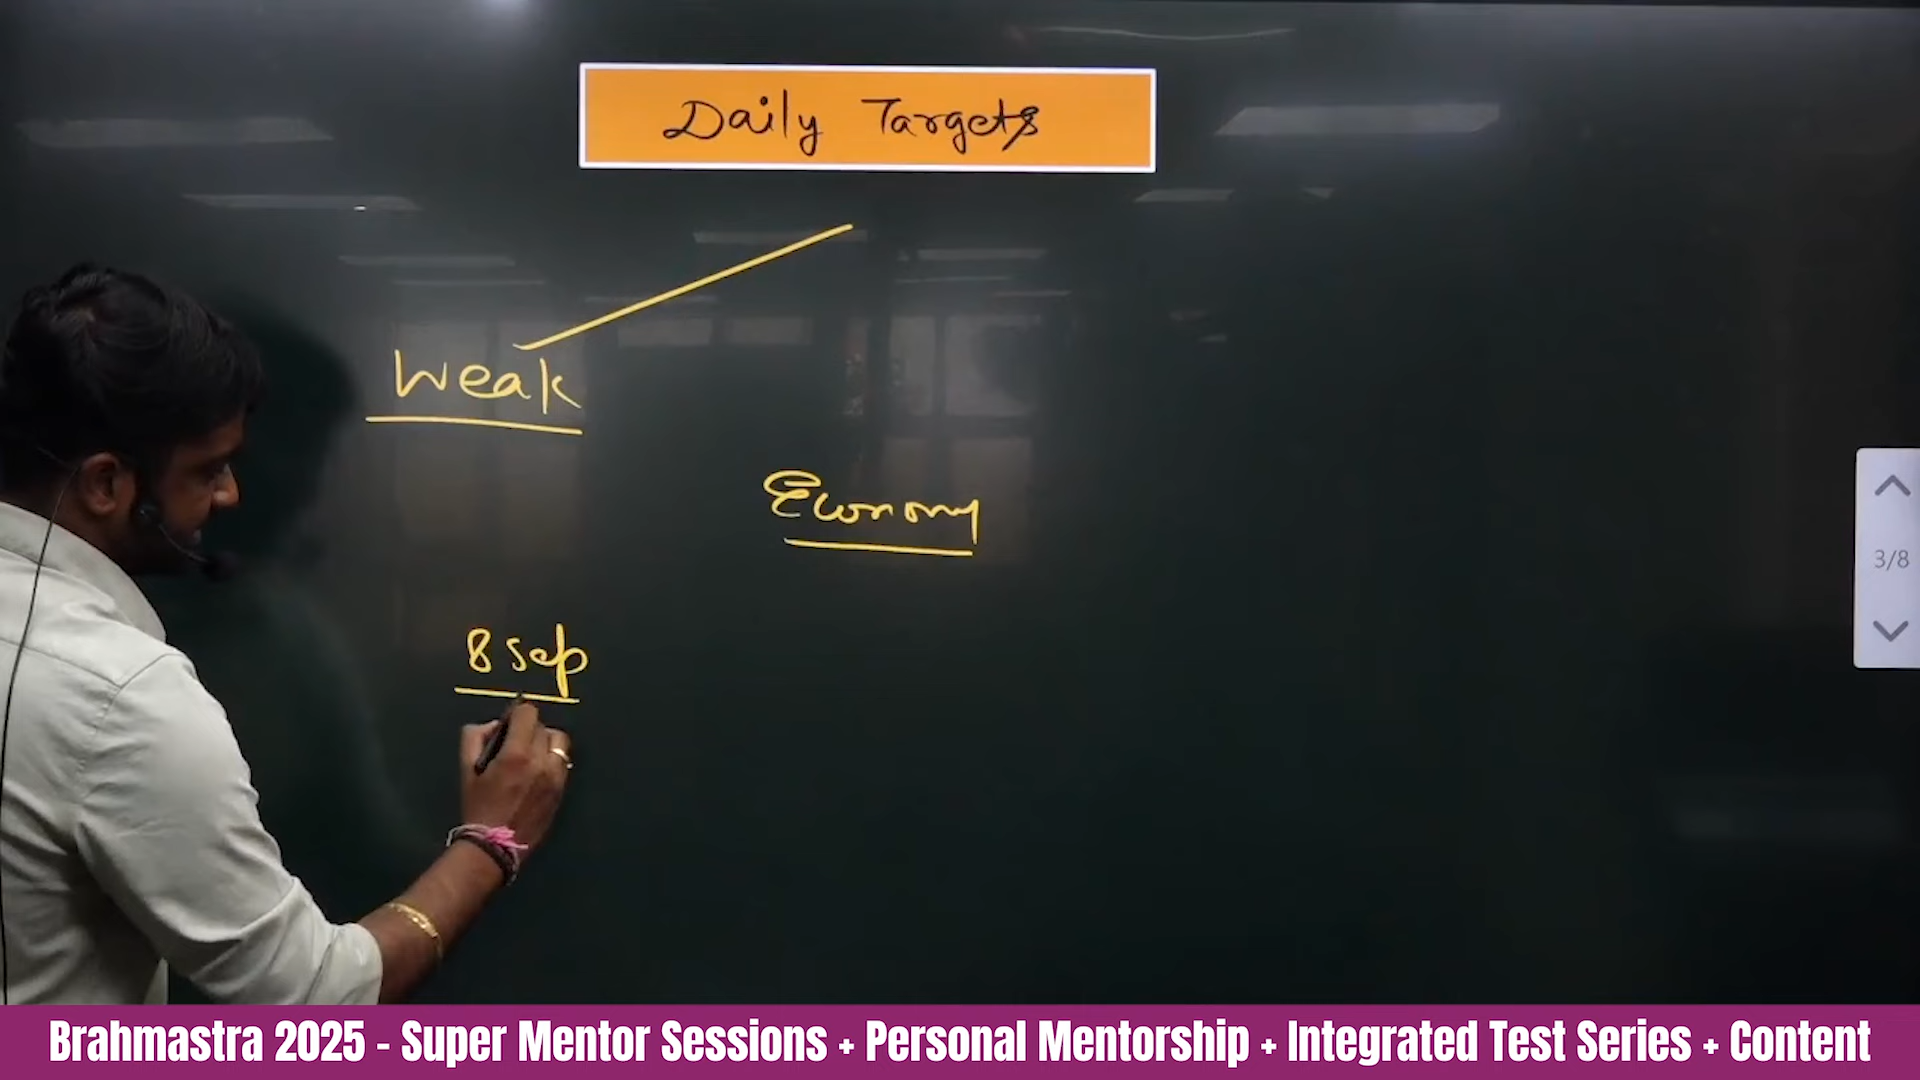 Daily Targets
Weak
Economy
8 Sep
3/8
Brahmastra 2025 - Super Mentor Sessions + Personal Mentorship + Integrated Test Series + Content